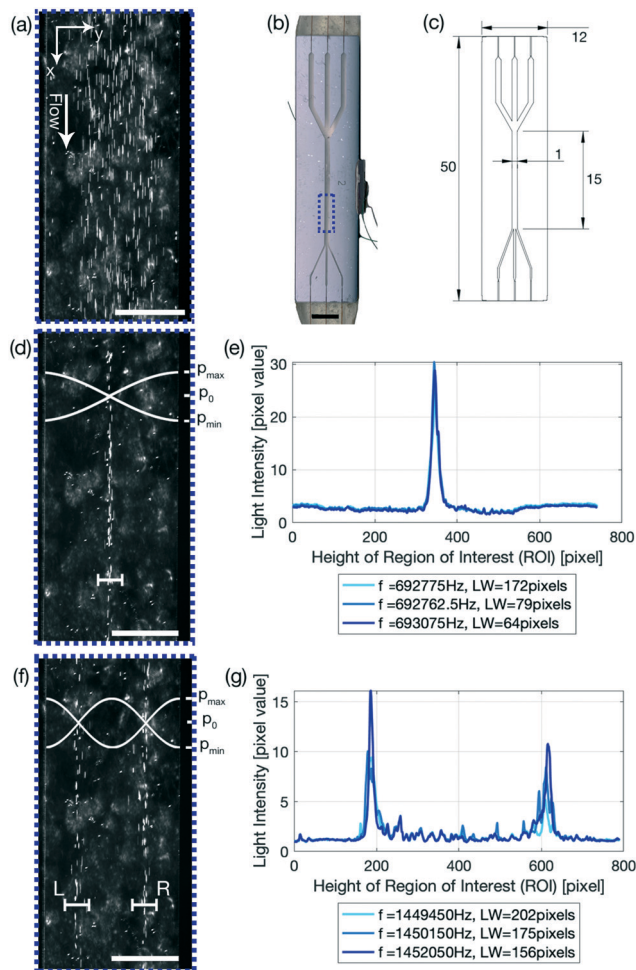 (a)
y
x
Flow
(b)
2
(c)
12
50
1
15
(d)
pmax
p0
pmin
(e)
Light Intensity [pixel value]
30
20
10
0
0 200 400 600 800
Height of Region of Interest (ROI) [pixel]
f =692775Hz, LW=172pixels
f =692762.5Hz, LW=79pixels
f =693075Hz, LW=64pixels
(f)
pmax
p0
pmin
L
R
(g)
Light Intensity [pixel value]
15
10
5
0
0 200 400 600 800
Height of Region of Interest (ROI) [pixel]
f =1449450Hz, LW=202pixels
f =1450150Hz, LW=175pixels
f =1452050Hz, LW=156pixels